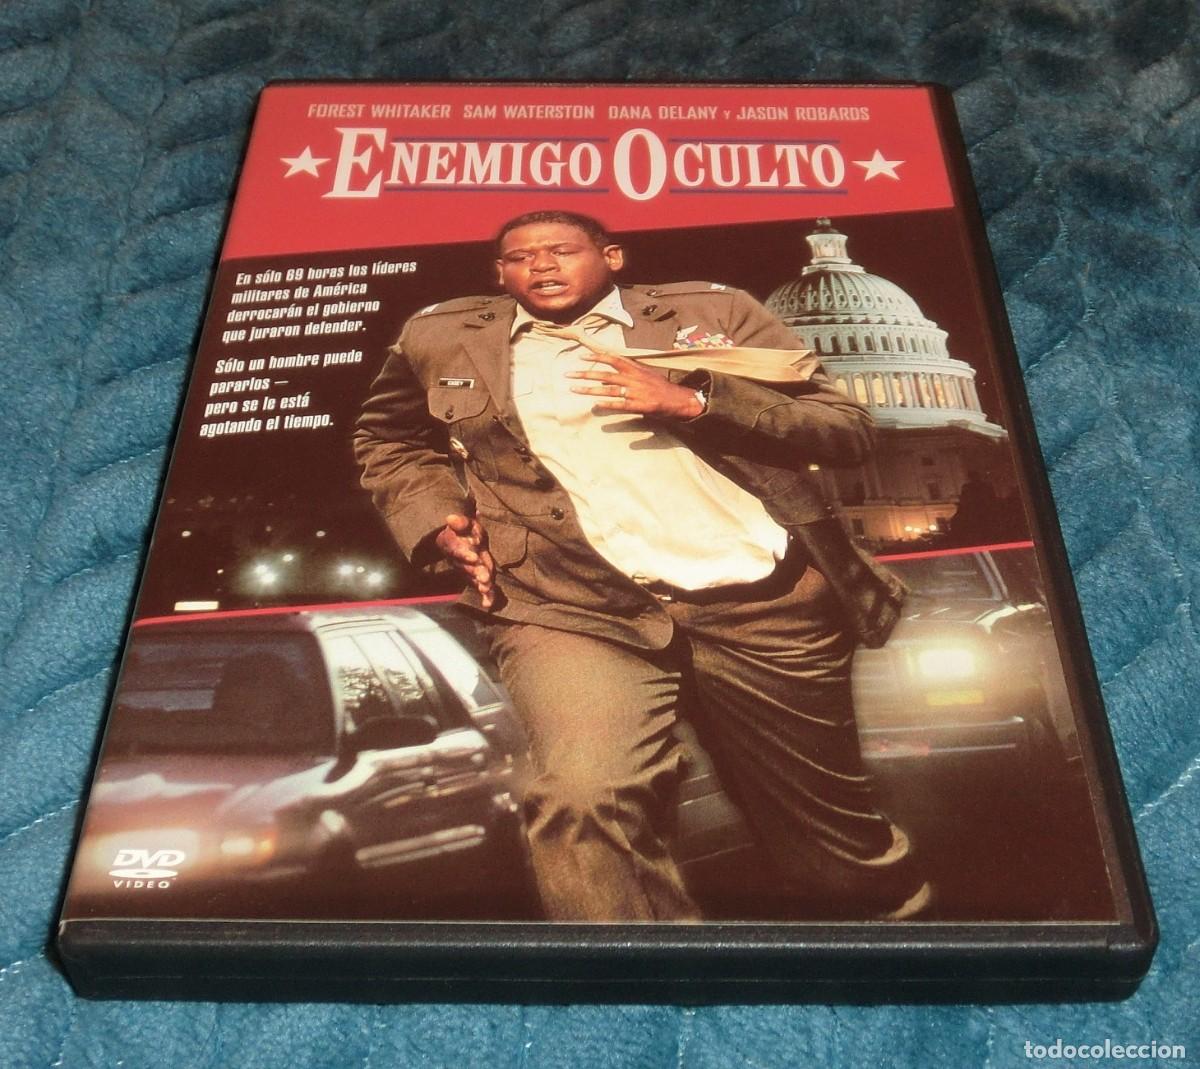 FOREST WHITAKER SAM WATERSTON DANA DELANY Y JASON ROBARDS
ENEMIGO OCULTO
En sólo 69 horas los líderes
militares de América
derrocarán el gobierno
que juraron defender.
Sólo un hombre puede
pararlos —
pero se le está
agotando el tiempo.
CASEY
DVD
VIDEO
todocoleccion